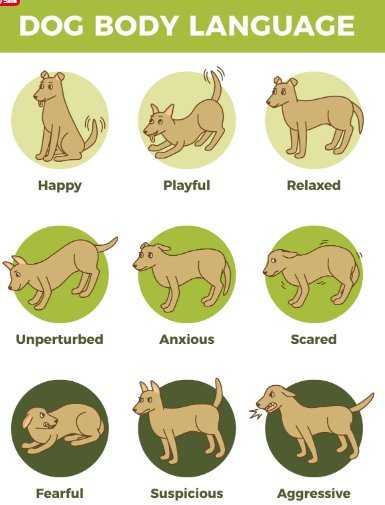 DOG BODY LANGUAGE
Happy
Playful
Relaxed
Unperturbed
Anxious
Scared
Fearful
Suspicious
Aggressive